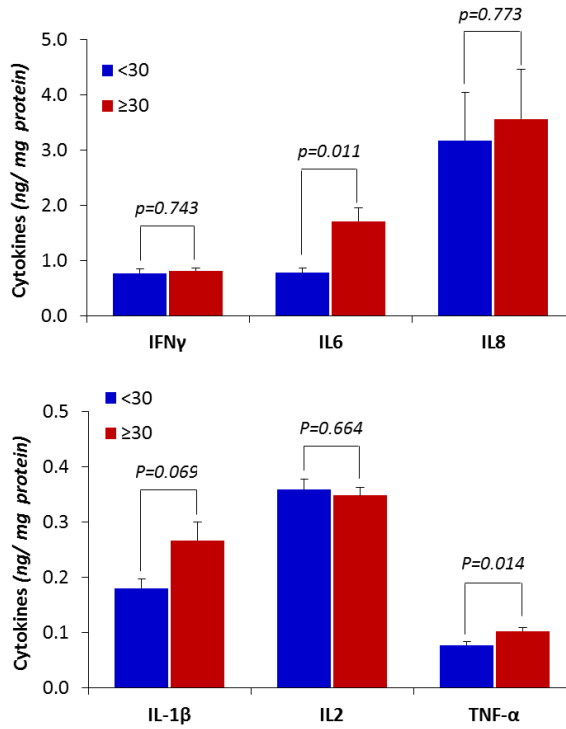 p=0.773
5.0
4.0
3.0
2.0
1.0
0.0
Cytokines (ng/ mg protein)
<30
≥30
p=0.011
p=0.743
IFNγ IL6 IL8
0.5
0.4
0.3
0.2
0.1
0.0
Cytokines (ng/ mg protein)
<30
≥30
P=0.664
P=0.069
P=0.014
IL-1β IL2 TNF-α